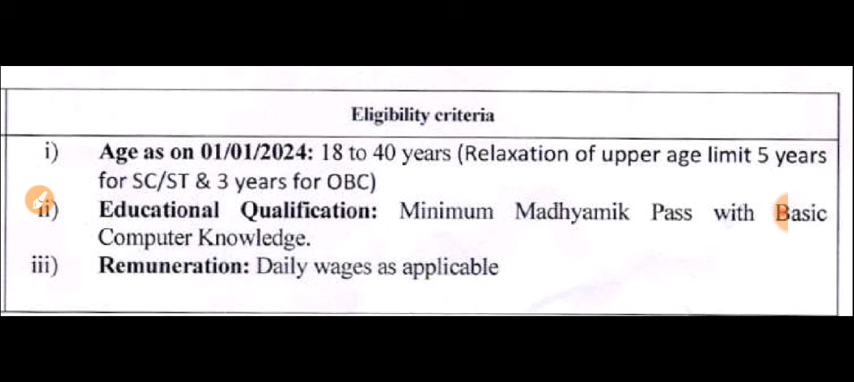 Eligibility criteria
i) Age as on 01/01/2024: 18 to 40 years (Relaxation of upper age limit 5 years
for SC/ST & 3 years for OBC)
ii) Educational Qualification: Minimum Madhyamik Pass with Basic
Computer Knowledge.
iii) Remuneration: Daily wages as applicable